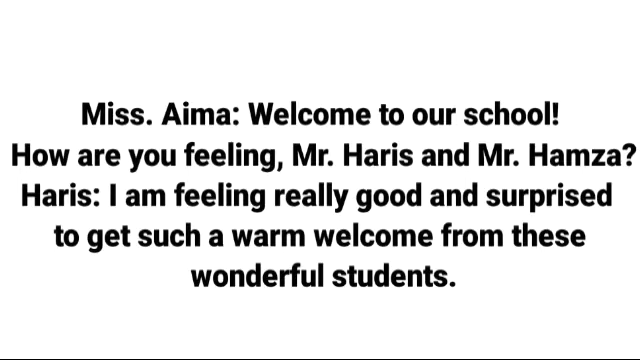 Miss. Aima: Welcome to our school!
How are you feeling, Mr. Haris and Mr. Hamza?
Haris: I am feeling really good and surprised
to get such a warm welcome from these
wonderful students.